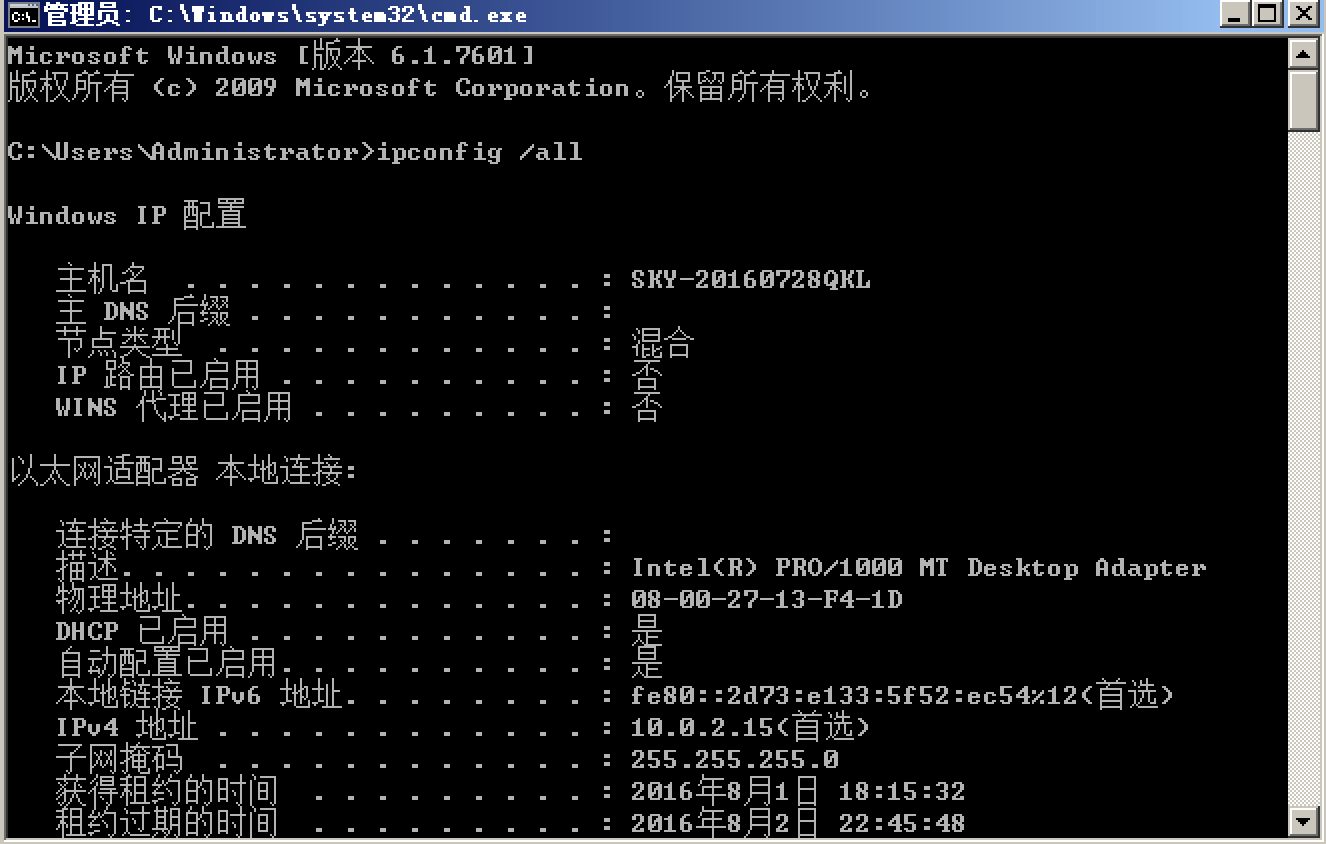 管理员: C:\Windows\system32\cmd.exe
Microsoft Windows [版本 6.1.7601]
版权所有 (c) 2009 Microsoft Corporation。保留所有权利。
C:\Users\Administrator>ipconfig /all
Windows IP 配置
主机名 . . . . . . . . . . . . . : SKY-20160728QKL
主 DNS 后缀 . . . . . . . . . . . :
节点类型 . . . . . . . . . . . . : 混合
IP 路由已启用 . . . . . . . . . . : 否
WINS 代理已启用 . . . . . . . . . : 否
以太网适配器 本地连接:
连接特定的 DNS 后缀 . . . . . . . :
描述. . . . . . . . . . . . . . . : Intel(R) PRO/1000 MT Desktop Adapter
物理地址. . . . . . . . . . . . . : 08-00-27-13-F4-1D
DHCP 已启用 . . . . . . . . . . . : 是
自动配置已启用. . . . . . . . . . : 是
本地链接 IPv6 地址. . . . . . . . : fe80::2d73:e133:5f52:ec54%12(首选)
IPv4 地址 . . . . . . . . . . . . : 10.0.2.15(首选)
子网掩码 . . . . . . . . . . . . : 255.255.255.0
获得租约的时间 . . . . . . . . . : 2016年8月1日 18:15:32
租约过期的时间 . . . . . . . . . : 2016年8月2日 22:45:48